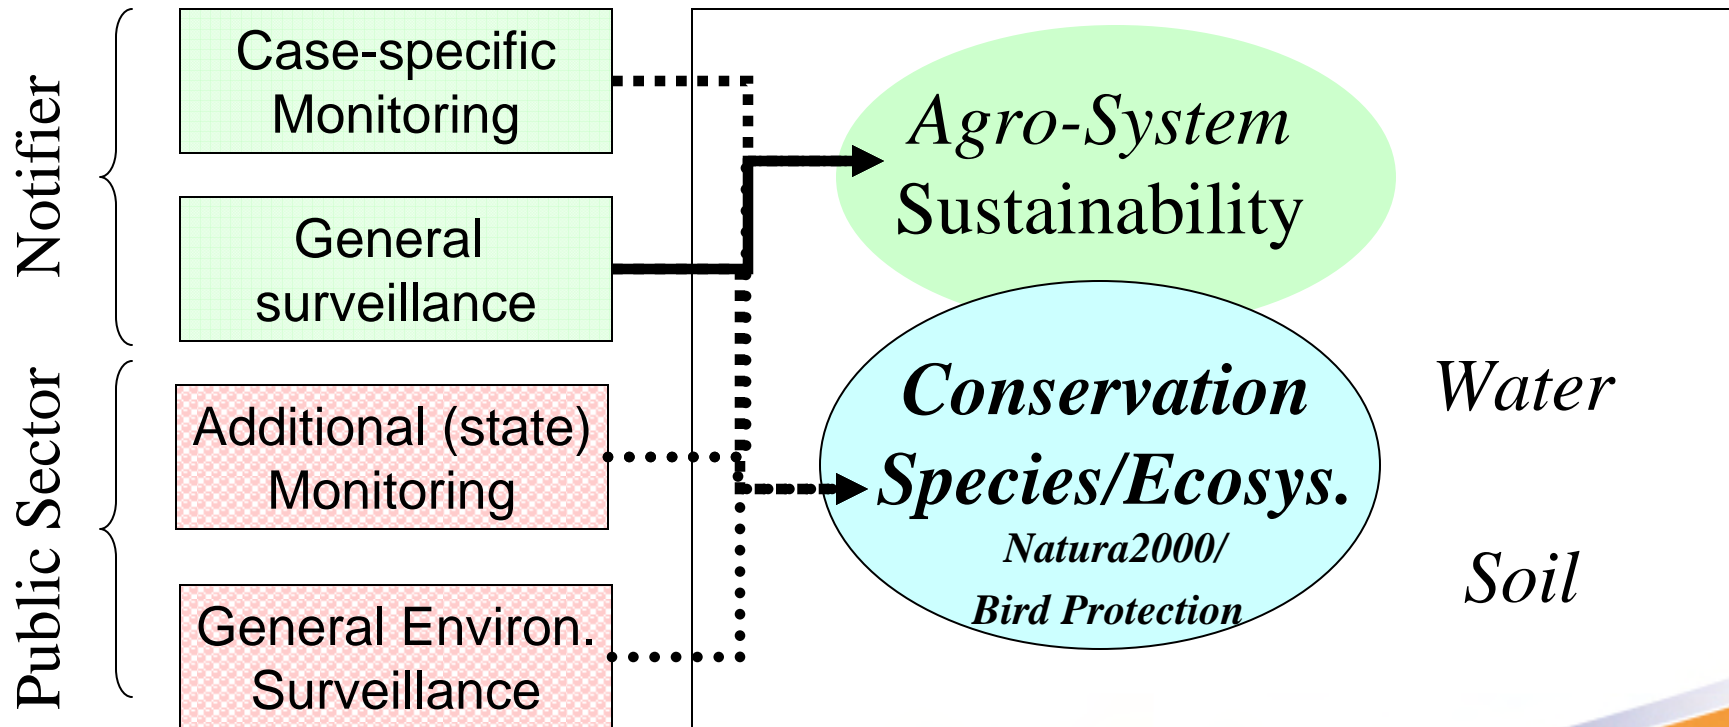 Notifier
Case-specific
Monitoring
General
surveillance
Public Sector
Additional (state)
Monitoring
General Environ.
Surveillance
Agro-System
Sustainability
Conservation
Species/Ecosys.
Natura2000/
Bird Protection
Water
Soil